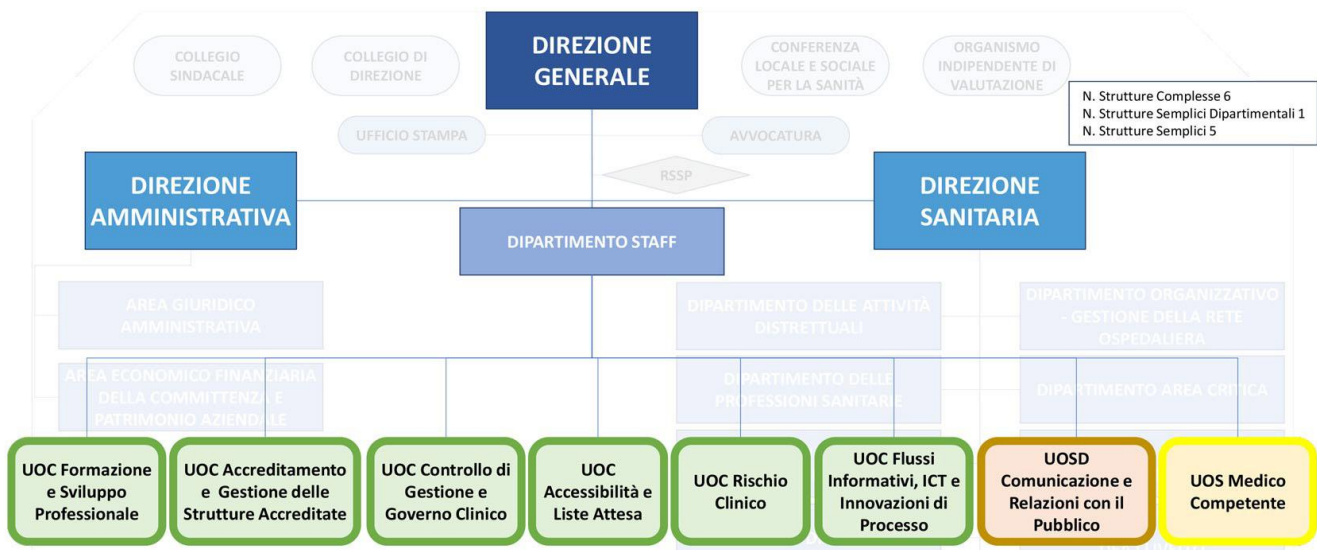 DIREZIONE
GENERALE
COLLEGIO
SINDACALE
COLLEGIO DI
DIREZIONE
CONFERENZA
LOCALE E SOCIALE
PER LA SANITÀ
ORGANISMO
INDIPENDENTE DI
VALUTAZIONE
N. Strutture Complesse 6
N. Strutture Semplici Dipartimentali 1
N. Strutture Semplici 5
UFFICIO STAMPA
AVVOCATURA
RSSP
DIREZIONE
AMMINISTRATIVA
DIREZIONE
SANITARIA
DIPARTIMENTO STAFF
AREA GIURIDICO
AMMINISTRATIVA
DIPARTIMENTO DELLE ATTIVITÀ
DISTRETTUALI
DIPARTIMENTO ORGANIZZATIVO
- GESTIONE DELLA RETE
OSPEDALIERA
AREA ECONOMICO FINANZIARIA
DELLA COMMITTENZA E
PATRIMONIO AZIENDALE
DIPARTIMENTO DELLE
PROFESSIONI SANITARIE
DIPARTIMENTO AREA CRITICA
UOC Formazione
e Sviluppo
Professionale
UOC Accreditamento
e Gestione delle
Strutture Accreditate
UOC Controllo di
Gestione e
Governo Clinico
UOC
Accessibilità e
Liste Attesa
UOC Rischio
Clinico
UOC Flussi
Informativi, ICT e
Innovazioni di
Processo
UOSD
Comunicazione e
Relazioni con il
Pubblico
UOS Medico
Competente